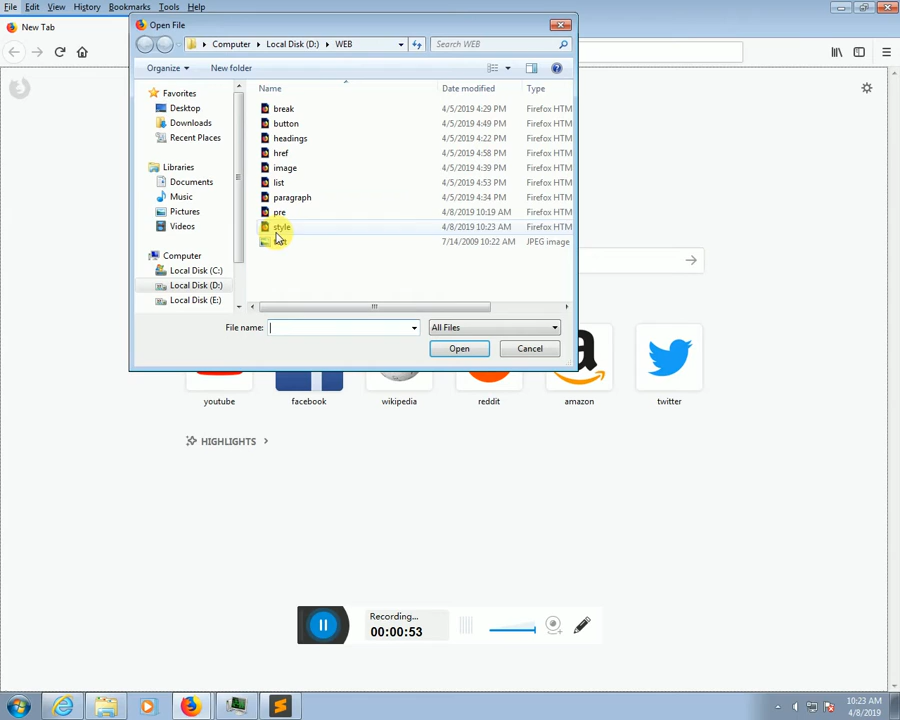 File Edit View History Bookmarks Tools Help
Open File
New Tab
Computer Local Disk (D:) WEB
Search WEB
Organize New folder
Name Date modified Type
Favorites
Desktop
Downloads
Recent Places
Libraries
Documents
Music
Pictures
Videos
Computer
Local Disk (C:)
Local Disk (D:)
Local Disk (E:)
break 4/5/2019 4:29 PM Firefox HTM
button 4/5/2019 4:49 PM Firefox HTM
headings 4/5/2019 4:22 PM Firefox HTM
href 4/5/2019 4:58 PM Firefox HTM
image 4/5/2019 4:39 PM Firefox HTM
list 4/5/2019 4:53 PM Firefox HTM
paragraph 4/5/2019 4:34 PM Firefox HTM
pre 4/8/2019 10:19 AM Firefox HTM
style 4/8/2019 10:23 AM Firefox HTM
7/14/2009 10:22 AM JPEG image
File name: All Files
Open Cancel
youtube facebook wikipedia reddit amazon twitter
HIGHLIGHTS
Recording...
00:00:53
10:23 AM
4/8/2019